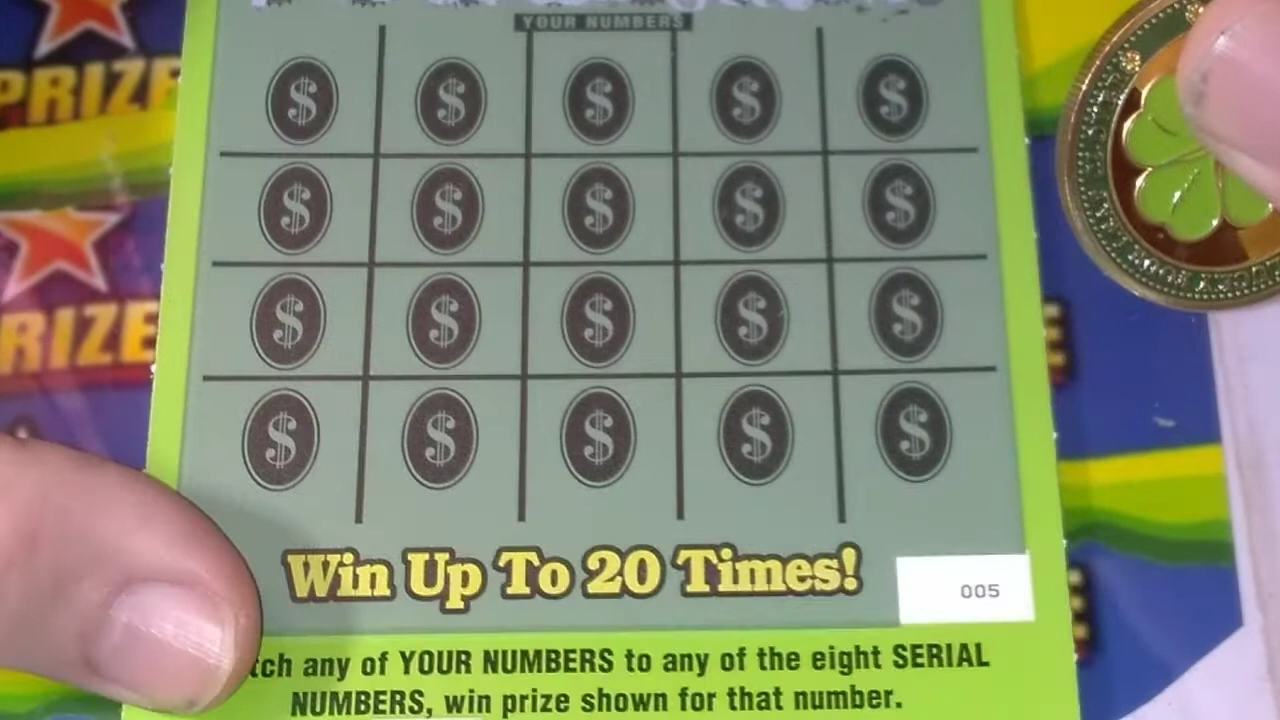 YOUR NUMBERS
PRIZE
$ $ $ $ $
$ $ $ $ $
RIZE
$ $ $ $ $
$ $ $ $ $
Win Up To 20 Times!
005
tch any of YOUR NUMBERS to any of the eight SERIAL
NUMBERS, win prize shown for that number.